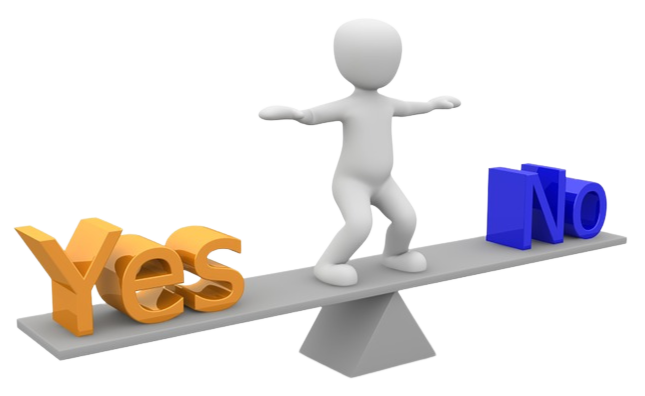 Yes No